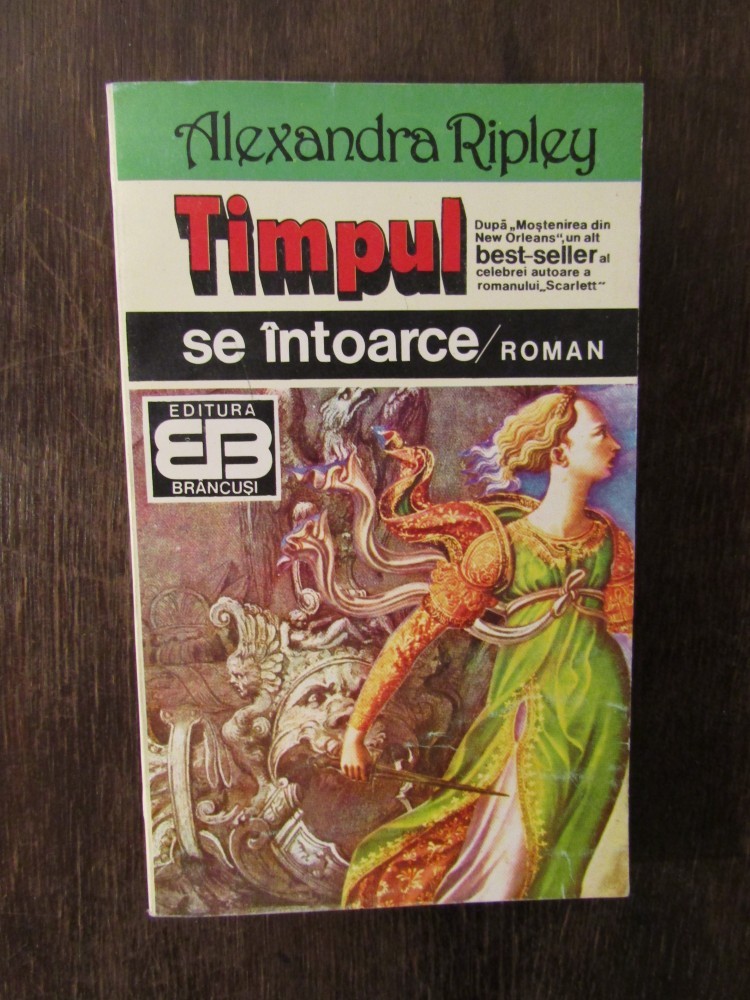 Alexandra Ripley
Timpul
După „Moștenirea din
New Orleans“, un alt
best-seller al
celebrei autoare a
romanului „Scarlett“
se întoarce/ROMAN
EDITURA
EB
BRÂNCUȘI